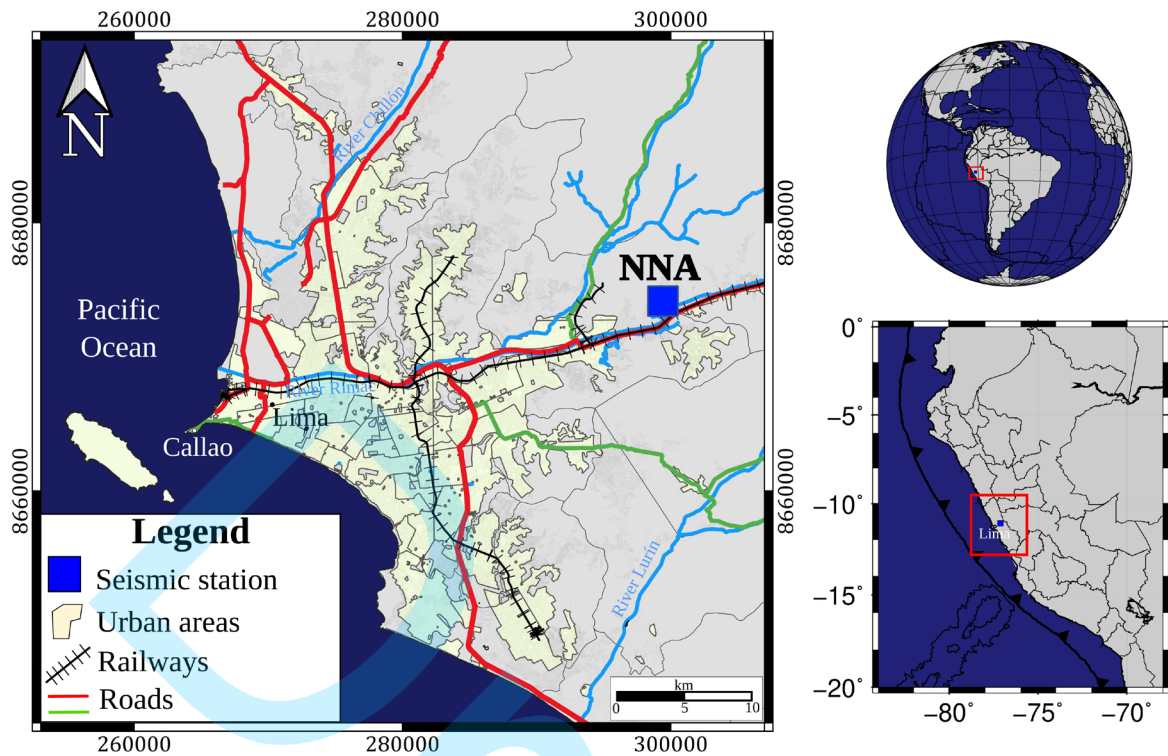 260000
280000
300000
N
River Chillón
8680000
8680000
NNA
Pacific
Ocean
River Rímac
Lima
Callao
8660000
8660000
River Lurín
Legend
Seismic station
Urban areas
Railways
Roads
km
0
5
10
260000
280000
300000
0°
−5°
−10°
−15°
−20°
Lima
−80°
−75°
−70°